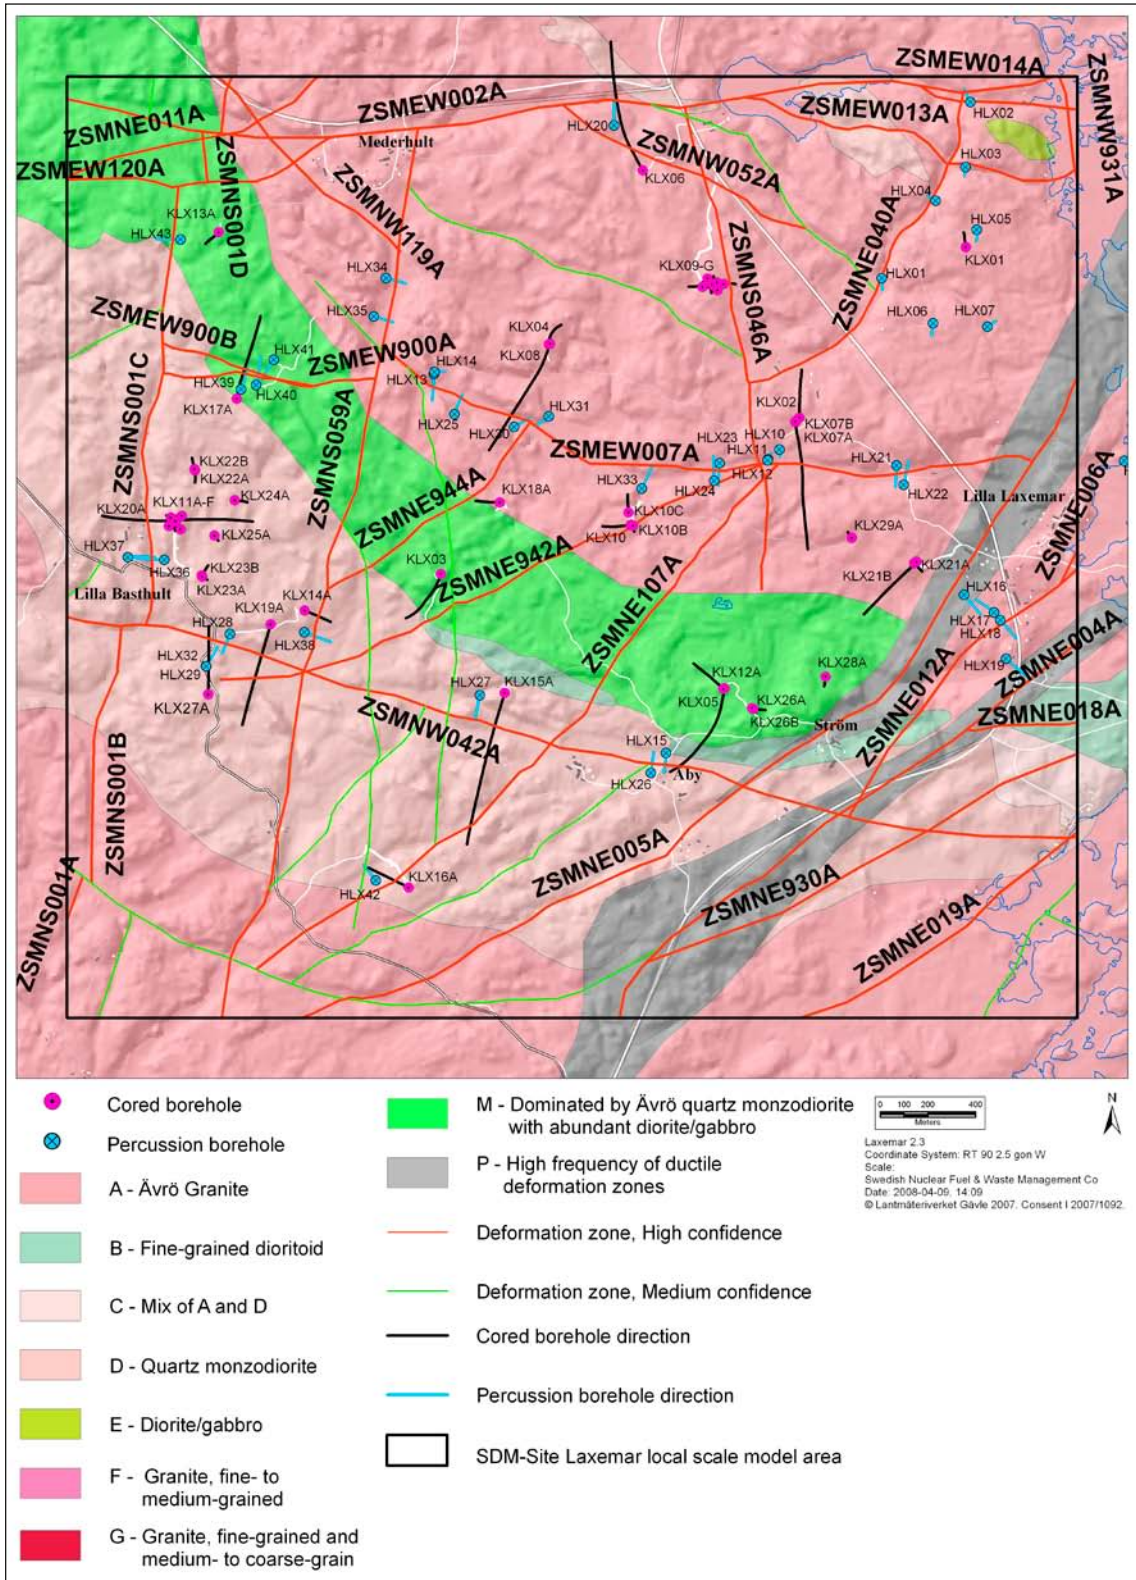 ZSMEW014A
ZSMNW931A
ZSMEW002A
ZSMEW013A
HLX02
ZSMNE011A
HLX20
Mederhult
ZSMEW120A
ZSMNS001D
ZSMNW052A
HLX03
KLX06
ZSMNW119A
HLX04
KLX13A
HLX43
ZSMNE040A
HLX05
KLX01
ZSMNS046A
KLX09-G
HLX34
HLX01
HLX35
ZSMEW900B
KLX04
HLX06
HLX07
HLX41
ZSMEW900A
KLX08
HLX14
HLX13
HLX39
HLX40
KLX17A
ZSMNS001C
ZSMNS059A
HLX25
HLX31
HLX30
KLX02
KLX07B
KLX07A
ZSMEW007A
HLX23
HLX10
HLX11
HLX12
KLX22B
KLX22A
HLX33
HLX24
HLX21
HLX22
Lilla Laxemar
ZSMNE006A
ZSMNE944A
KLX24A
KLX18A
KLX20A
KLX11A-F
KLX10C
KLX10
KLX10B
KLX25A
KLX29A
HLX37
HLX36
KLX03
ZSMNE942A
ZSMNE107A
KLX23B
KLX23A
Lilla Basthult
KLX21B
KLX21A
HLX16
KLX19A
KLX14A
HLX17
HLX18
HLX28
HLX38
HLX32
HLX29
HLX19
ZSMNE004A
KLX27A
HLX27
KLX15A
KLX12A
KLX28A
KLX05
KLX26A
KLX26B
Ström
ZSMNE012A
ZSMNE018A
ZSMNW042A
ZSMNS001B
HLX15
HLX26
Aby
ZSMNE005A
ZSMNS001A
HLX42
KLX16A
ZSMNE930A
ZSMNE019A
Cored borehole
Percussion borehole
A - Ävrö Granite
B - Fine-grained dioritoid
C - Mix of A and D
D - Quartz monzodiorite
E - Diorite/gabbro
F - Granite, fine- to
medium-grained
G - Granite, fine-grained and
medium- to coarse-grain
M - Dominated by Ävrö quartz monzodiorite
with abundant diorite/gabbro
P - High frequency of ductile
deformation zones
Deformation zone, High confidence
Deformation zone, Medium confidence
Cored borehole direction
Percussion borehole direction
SDM-Site Laxemar local scale model area
0 100 200 400
Meters
N
Laxemar 2.3
Coordinate System: RT 90 2.5 gon W
Scale:
Swedish Nuclear Fuel & Waste Management Co
Date: 2008-04-09, 14:09
© Lantmäteriverket Gävle 2007. Consent I 2007/1092.